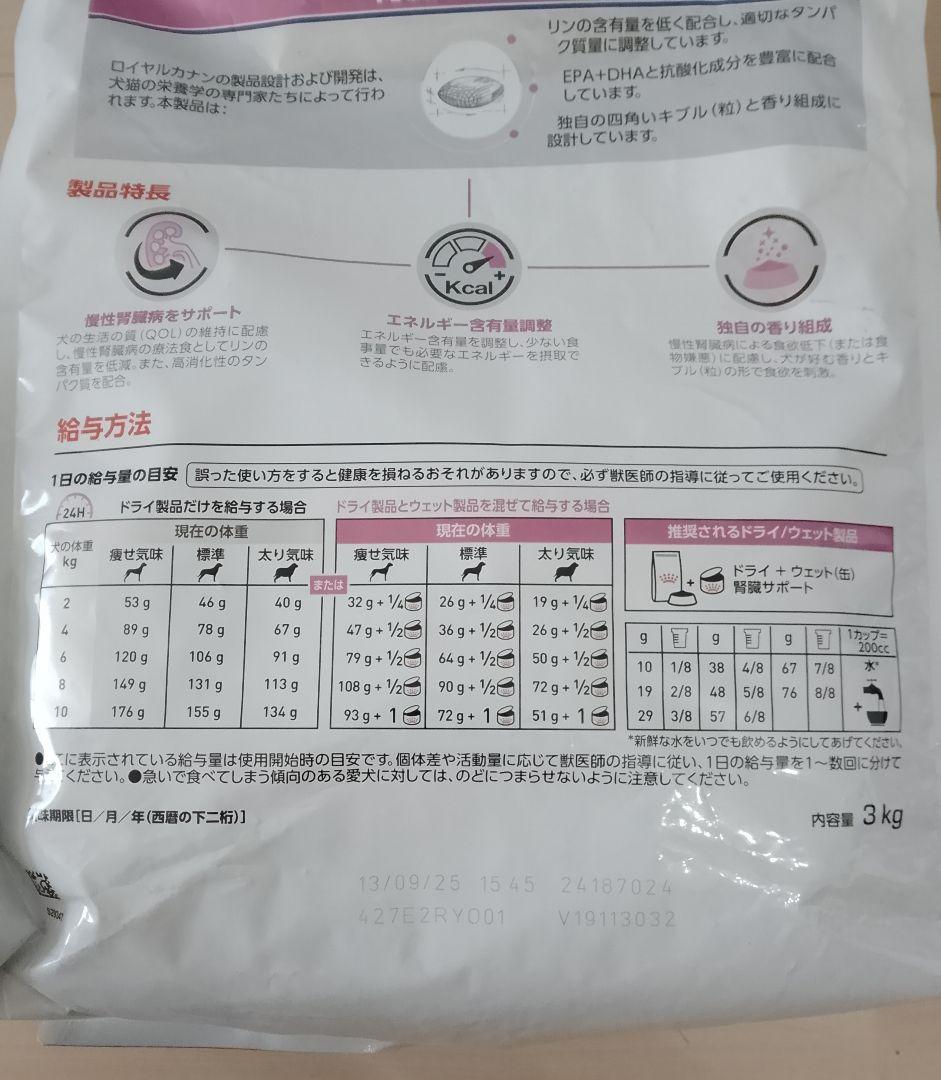 ロイヤルカナンの製品設計および開発は、
犬猫の栄養学の専門家たちによって行わ
れます。本製品は：
リンの含有量を低く配合し、適切なタンパ
ク質量に調整しています。
EPA+DHAと抗酸化成分を豊富に配合
しています。
独自の四角いキブル（粒）と香り組成に
設計しています。
製品特長
Kcal
慢性腎臓病をサポート
犬の生活の質（QOL）の維持に配慮
し、慢性腎臓病の療法食としてリンの
含有量を低減。また、高消化性のタン
パク質を配合。
エネルギー含有量調整
エネルギー含有量を調整し、少ない食
事量でも必要なエネルギーを摂取で
きるように配慮。
独自の香り組成
慢性腎臓病による食欲低下（または食
物嫌悪）に配慮し、犬が好む香りとキ
ブル（粒）の形で食欲を刺激。
給与方法
1日の給与量の目安 誤った使い方をすると健康を損ねるおそれがありますので、必ず獣医師の指導に従ってご使用ください。
24H ドライ製品だけを給与する場合 ドライ製品とウェット製品を混ぜて給与する場合
犬の体重 kg 現在の体重 現在の体重
痩せ気味 標準 太り気味 または 痩せ気味 標準 太り気味
2 53 g 46 g 40 g 32 g + 1/4 26 g + 1/4 19 g + 1/4
4 89 g 78 g 67 g 47 g + 1/2 36 g + 1/2 26 g + 1/2
6 120 g 106 g 91 g 79 g + 1/2 64 g + 1/2 50 g + 1/2
8 149 g 131 g 113 g 108 g + 1/2 90 g + 1/2 72 g + 1/2
10 176 g 155 g 134 g 93 g + 1 72 g + 1 51 g + 1
推奨されるドライ/ウェット製品
ドライ + ウェット（缶）
腎臓サポート
g g g 1カップ=
200cc
10 1/8 38 4/8 67 7/8 水*
19 2/8 48 5/8 76 8/8
29 3/8 57 6/8
*新鮮な水をいつでも飲めるようにしてあげてください。
に表示されている給与量は使用開始時の目安です。個体差や活動量に応じて獣医師の指導に従い、1日の給与量を1〜数回に分けて
ください。●急いで食べてしまう傾向のある愛犬に対しては、のどにつまらせないように注意してください。
味期限［日／月／年（西暦の下二桁）］
内容量 3 kg
13/09/25 15 45 24187024
427E2RY001 V19113032